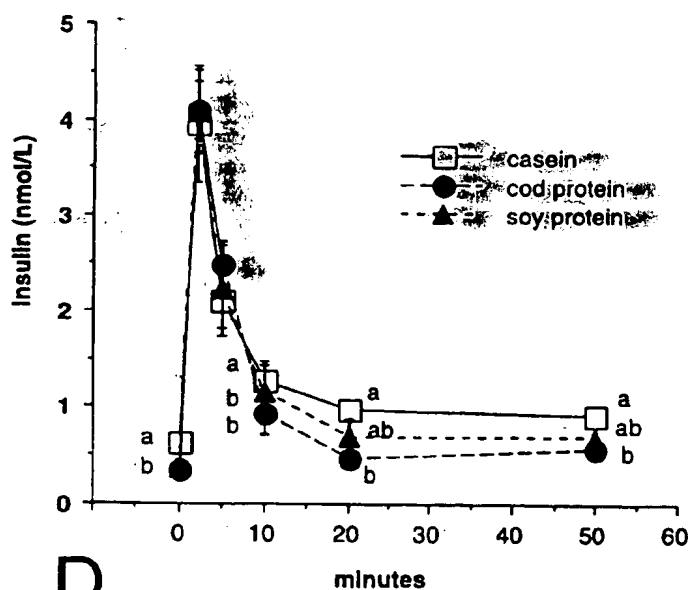 5
4
3
2
1
0
Insulin (nmol/L)
casein
cod protein
soy protein
a
b
a
b
b
a
ab
b
a
ab
b
0 10 20 30 40 50 60
minutes
D